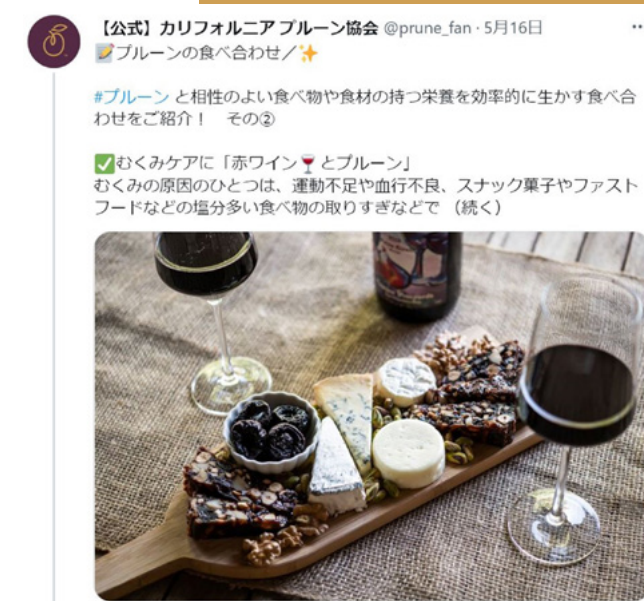 【公式】カリフォルニア プルーン協会 @prune_fan · 5月16日
📝プルーンの食べ合わせ／✨
#プルーン と相性のよい食べ物や食材の持つ栄養を効率的に生かす食べ合
わせをご紹介！　その②
✅むくみケアに「赤ワイン🍷とプルーン」
むくみの原因のひとつは、運動不足や血行不良、スナック菓子やファスト
フードなどの塩分多い食べ物の取りすぎなどで （続く）